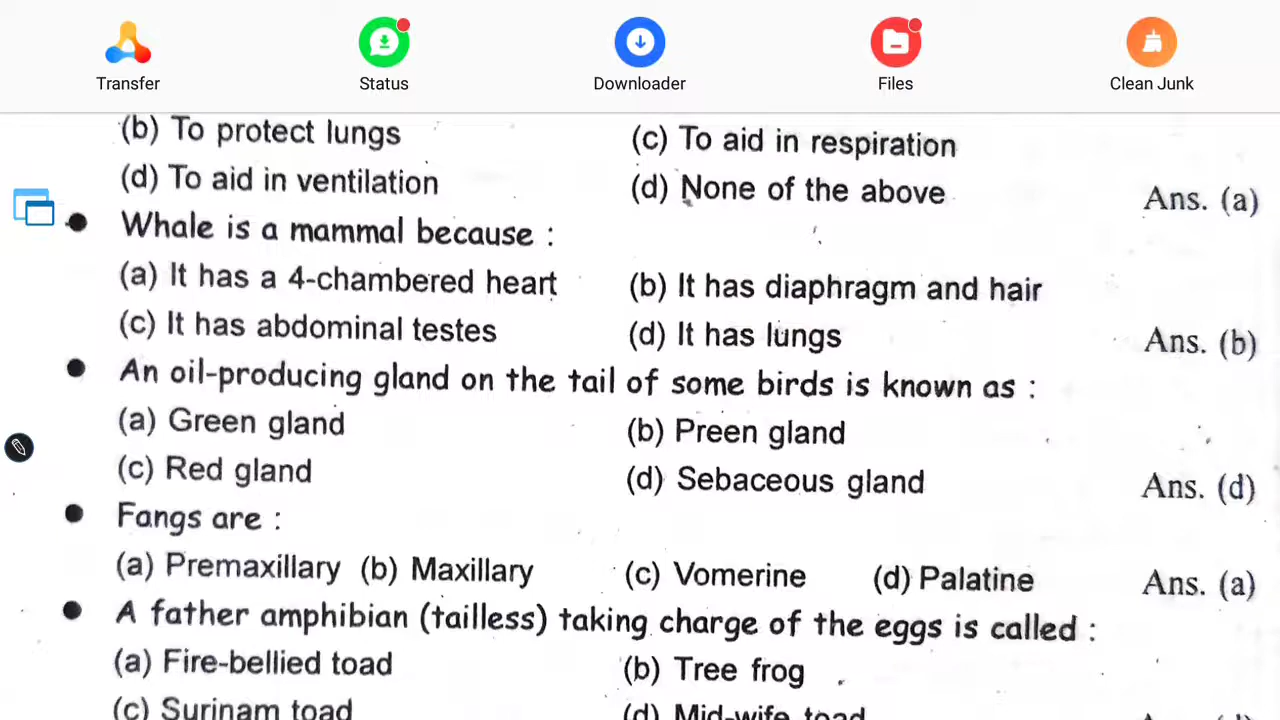 Transfer Status Downloader Files Clean Junk
(b) To protect lungs (c) To aid in respiration
(d) To aid in ventilation (d) None of the above Ans. (a)
Whale is a mammal because :
(a) It has a 4-chambered heart (b) It has diaphragm and hair
(c) It has abdominal testes (d) It has lungs Ans. (b)
An oil-producing gland on the tail of some birds is known as :
(a) Green gland (b) Preen gland
(c) Red gland (d) Sebaceous gland Ans. (d)
Fangs are :
(a) Premaxillary (b) Maxillary (c) Vomerine (d) Palatine Ans. (a)
A father amphibian (tailless) taking charge of the eggs is called :
(a) Fire-bellied toad (b) Tree frog
(c) Surinam toad (d) Mid-wife toad